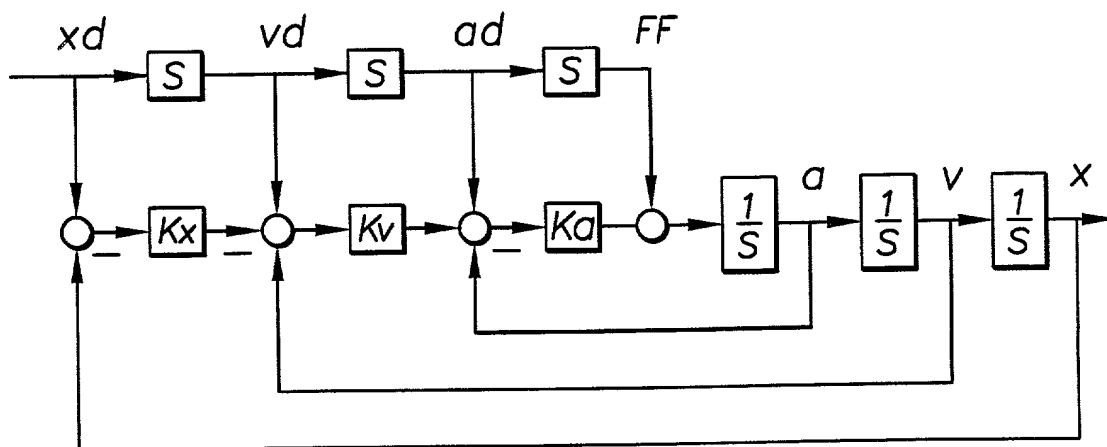 xd vd ad FF
S S S
a v x
Kx Kv Ka 1/S 1/S 1/S
− − −